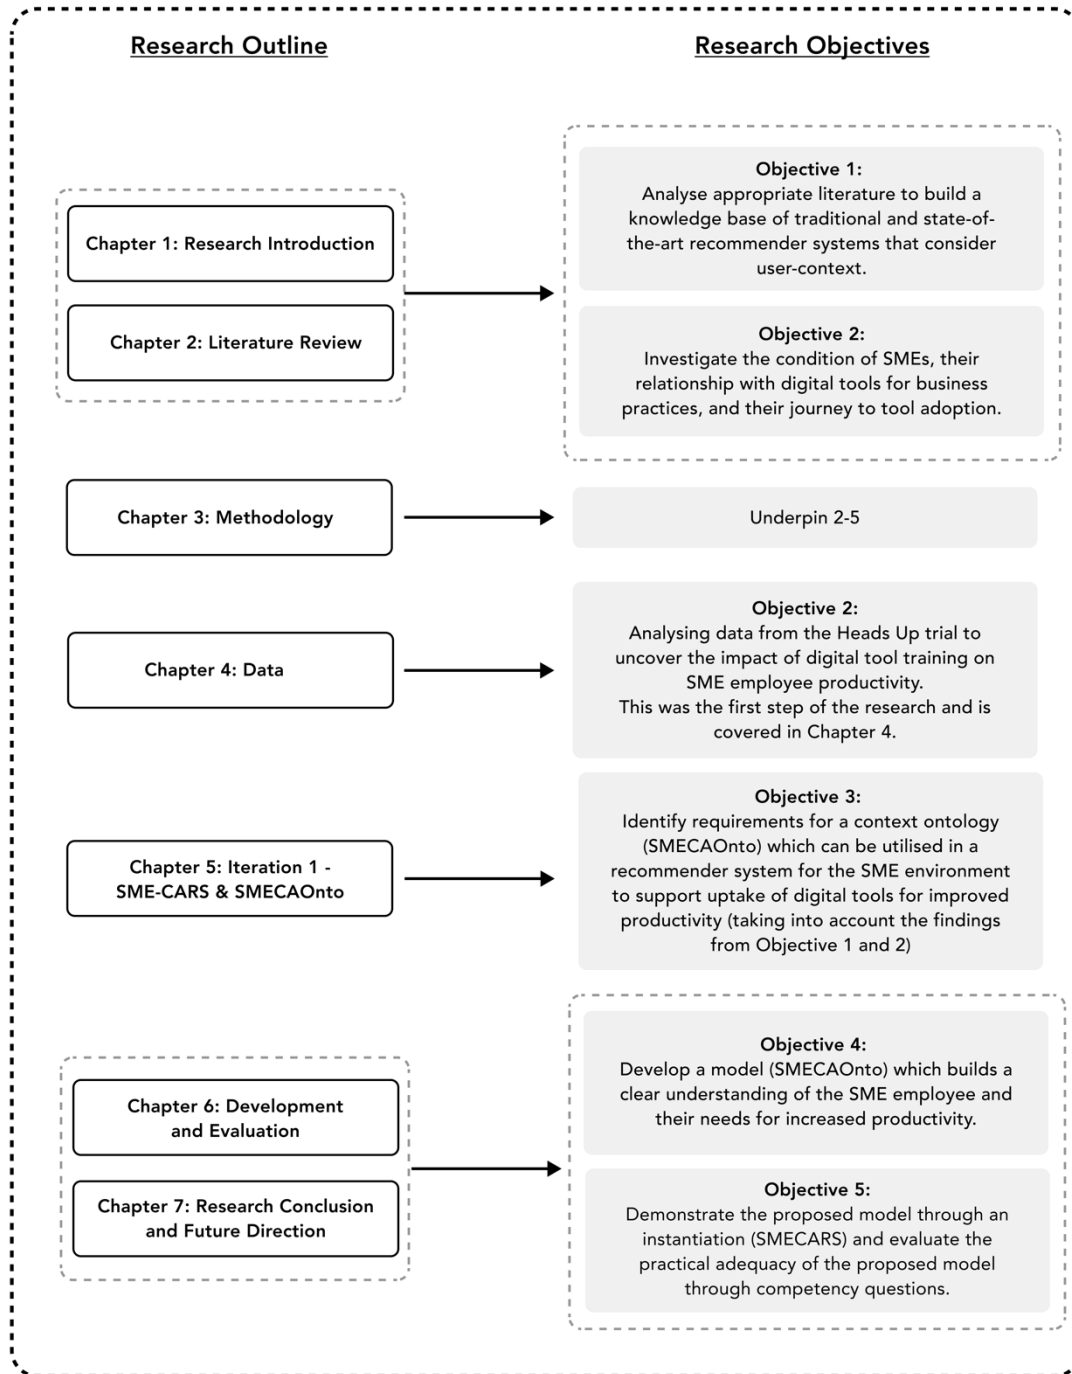 Research Outline
Research Objectives
Chapter 1: Research Introduction
Chapter 2: Literature Review
Objective 1:
Analyse appropriate literature to build a
knowledge base of traditional and state-of-
the-art recommender systems that consider
user-context.
Objective 2:
Investigate the condition of SMEs, their
relationship with digital tools for business
practices, and their journey to tool adoption.
Chapter 3: Methodology
Underpin 2-5
Chapter 4: Data
Objective 2:
Analysing data from the Heads Up trial to
uncover the impact of digital tool training on
SME employee productivity.
This was the first step of the research and is
covered in Chapter 4.
Chapter 5: Iteration 1 -
SME-CARS & SMECAOnto
Objective 3:
Identify requirements for a context ontology
(SMECAOnto) which can be utilised in a
recommender system for the SME environment
to support uptake of digital tools for improved
productivity (taking into account the findings
from Objective 1 and 2)
Chapter 6: Development
and Evaluation
Chapter 7: Research Conclusion
and Future Direction
Objective 4:
Develop a model (SMECAOnto) which builds a
clear understanding of the SME employee and
their needs for increased productivity.
Objective 5:
Demonstrate the proposed model through an
instantiation (SMECARS) and evaluate the
practical adequacy of the proposed model
through competency questions.